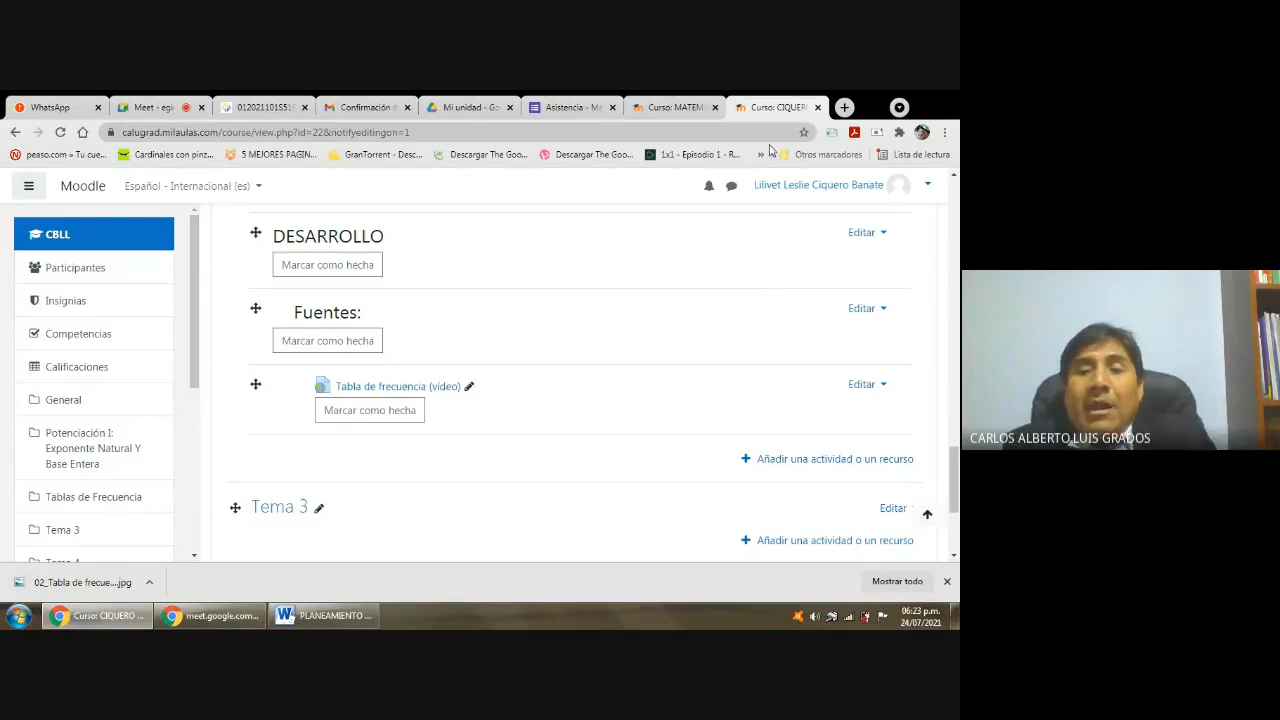 WhatsApp
Meet - egk
012021101S51S
Confirmación d
Mi unidad - Go
Asistencia - Ma
Curso: MATEM
Curso: CIQUER
calugrad.milaulas.com/course/view.php?id=22&notifyeditingon=1
peaso.com » Tu cue...
Cardinales con pinz...
5 MEJORES PAGIN...
GranTorrent - Desc...
Descargar The Goo...
Descargar The Goo...
1x1 - Episodio 1 - R...
»
Otros marcadores
Lista de lectura
Moodle
Español - Internacional (es)
Lilivet Leslie Ciquero Banate
CBLL
Participantes
Insignias
Competencias
Calificaciones
General
Potenciación I:
Exponente Natural Y
Base Entera
Tablas de Frecuencia
Tema 3
DESARROLLO
Editar
Marcar como hecha
Fuentes:
Editar
Marcar como hecha
Tabla de frecuencia (vídeo)
Editar
Marcar como hecha
Añadir una actividad o un recurso
Tema 3
Editar
Añadir una actividad o un recurso
02_Tabla de frecue....jpg
Mostrar todo
Curso: CIQUERO ...
meet.google.com...
PLANEAMIENTO ...
06:23 p.m.
24/07/2021
CARLOS ALBERTO LUIS GRADOS